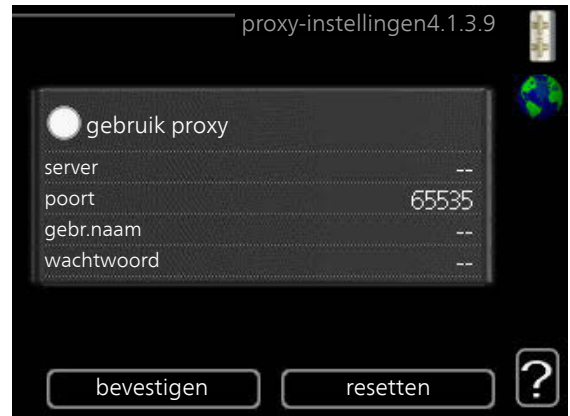 proxy-instellingen4.1.3.9
gebruik proxy
server --
poort 65535
gebr.naam --
wachtwoord --
bevestigen resetten ?